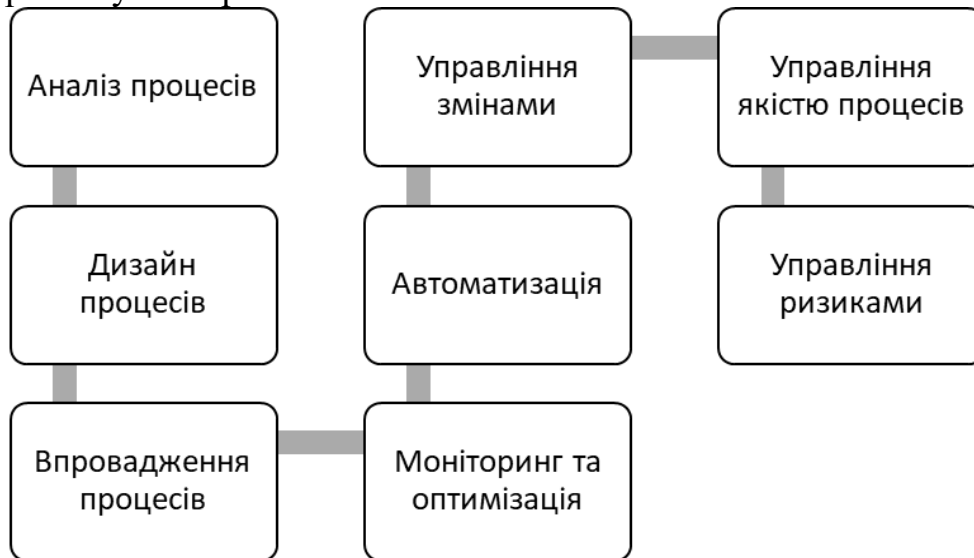 Аналіз процесів
Дизайн
процесів
Впровадження
процесів
Моніторинг та
оптимізація
Автоматизація
Управління
змінами
Управління
якістю процесів
Управління
ризиками